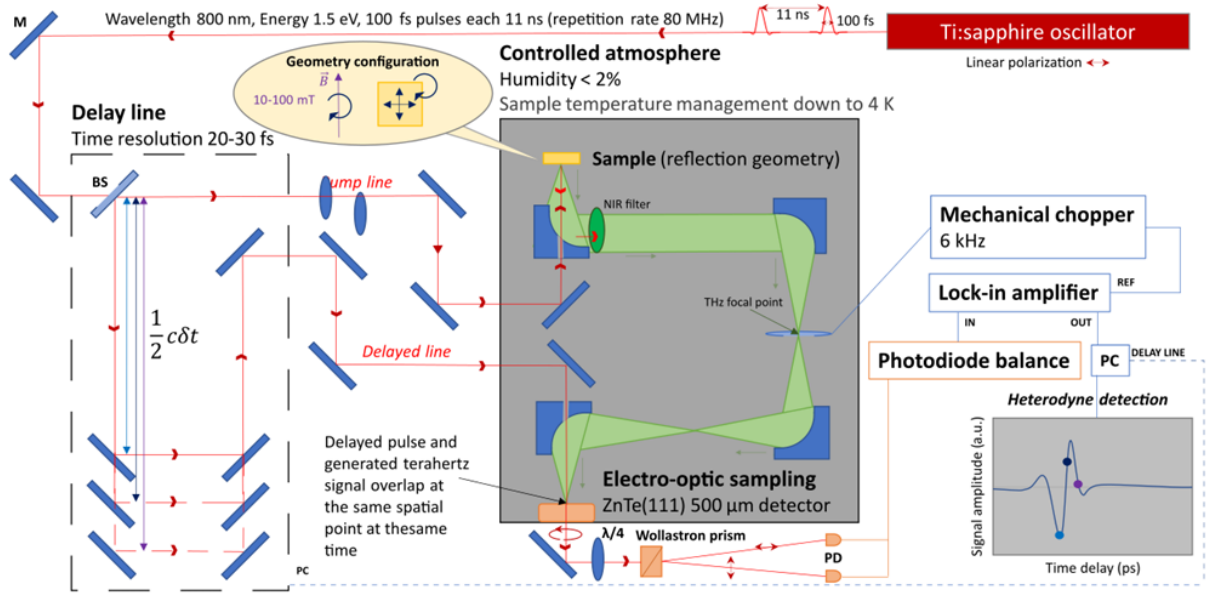 M
Wavelength 800 nm, Energy 1.5 eV, 100 fs pulses each 11 ns (repetition rate 80 MHz)
11 ns
100 fs
Ti:sapphire oscillator
Linear polarization
Geometry configuration
B
10-100 mT
Controlled atmosphere
Humidity < 2%
Sample temperature management down to 4 K
Delay line
Time resolution 20-30 fs
BS
ump line
Sample (reflection geometry)
NIR filter
Mechanical chopper
6 kHz
THz focal point
Lock-in amplifier
REF
IN
OUT
1/2 cδt
Delayed line
Photodiode balance
PC
DELAY LINE
Heterodyne detection
Delayed pulse and
generated terahertz
signal overlap at
the same spatial
point at thesame
time
Electro-optic sampling
ZnTe(111) 500 µm detector
λ/4
Wollastron prism
PD
PC
Signal amplitude (a.u.)
Time delay (ps)